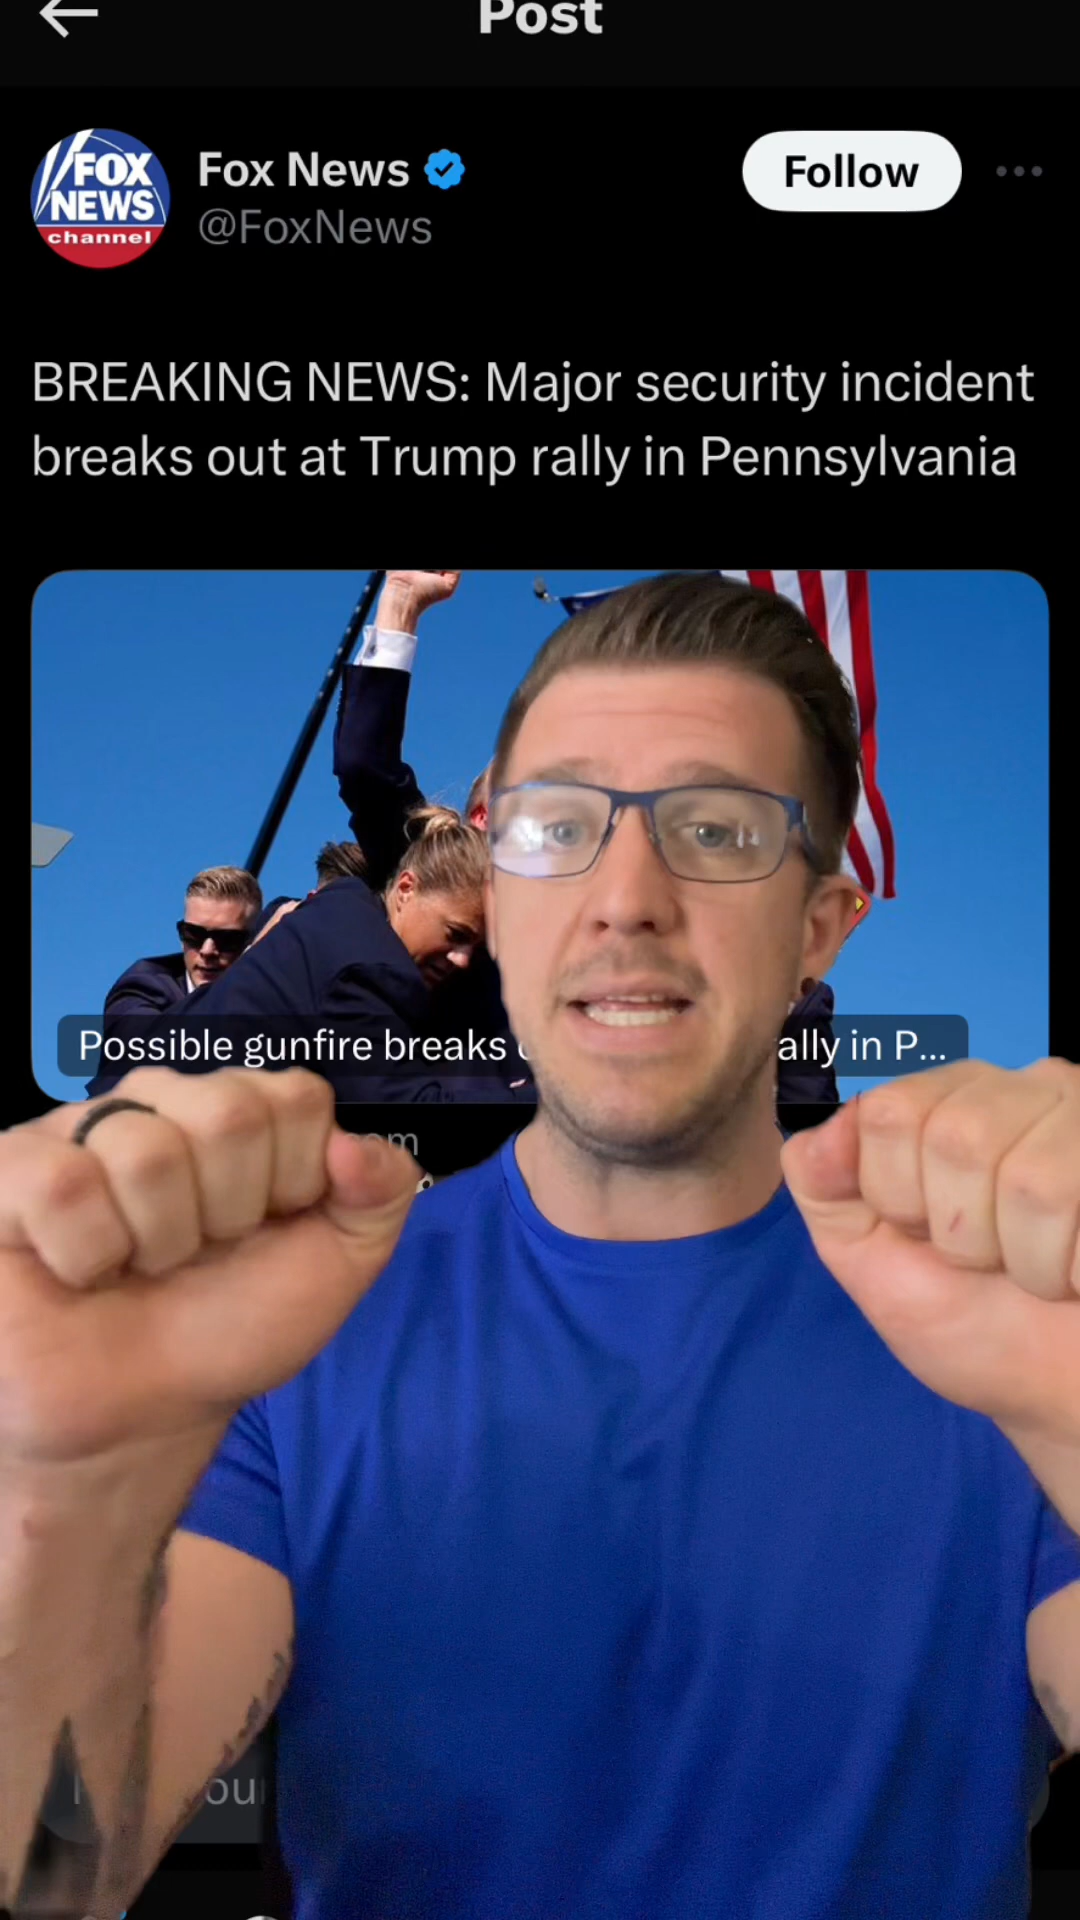 Post
FOX
NEWS
channel
Fox News
@FoxNews
Follow
BREAKING NEWS: Major security incident
breaks out at Trump rally in Pennsylvania
Possible gunfire breaks ally in P...